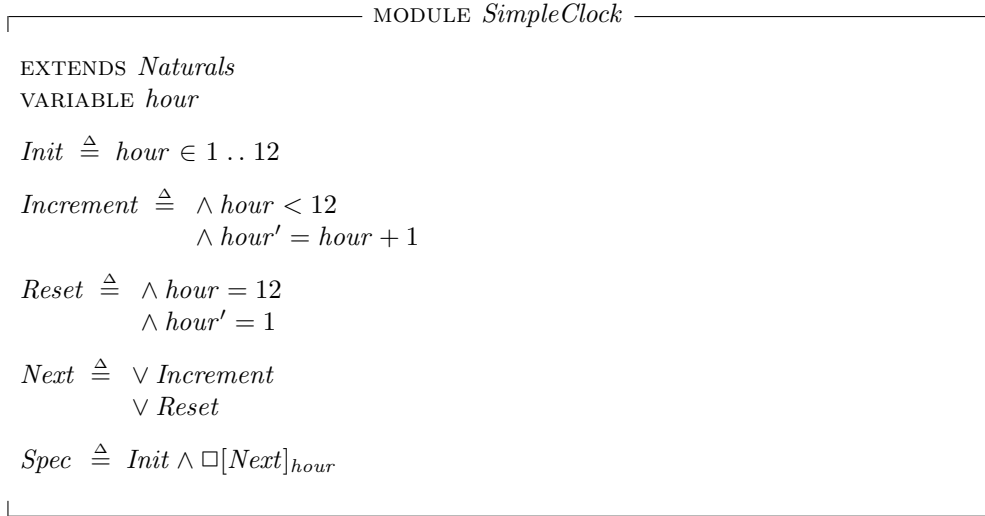 MODULE SimpleClock
EXTENDS Naturals
VARIABLE hour
Init ≜ hour ∈ 1 . . 12
Increment ≜ ∧ hour < 12
∧ hour′ = hour + 1
Reset ≜ ∧ hour = 12
∧ hour′ = 1
Next ≜ ∨ Increment
∨ Reset
Spec ≜ Init ∧ □[Next]_hour